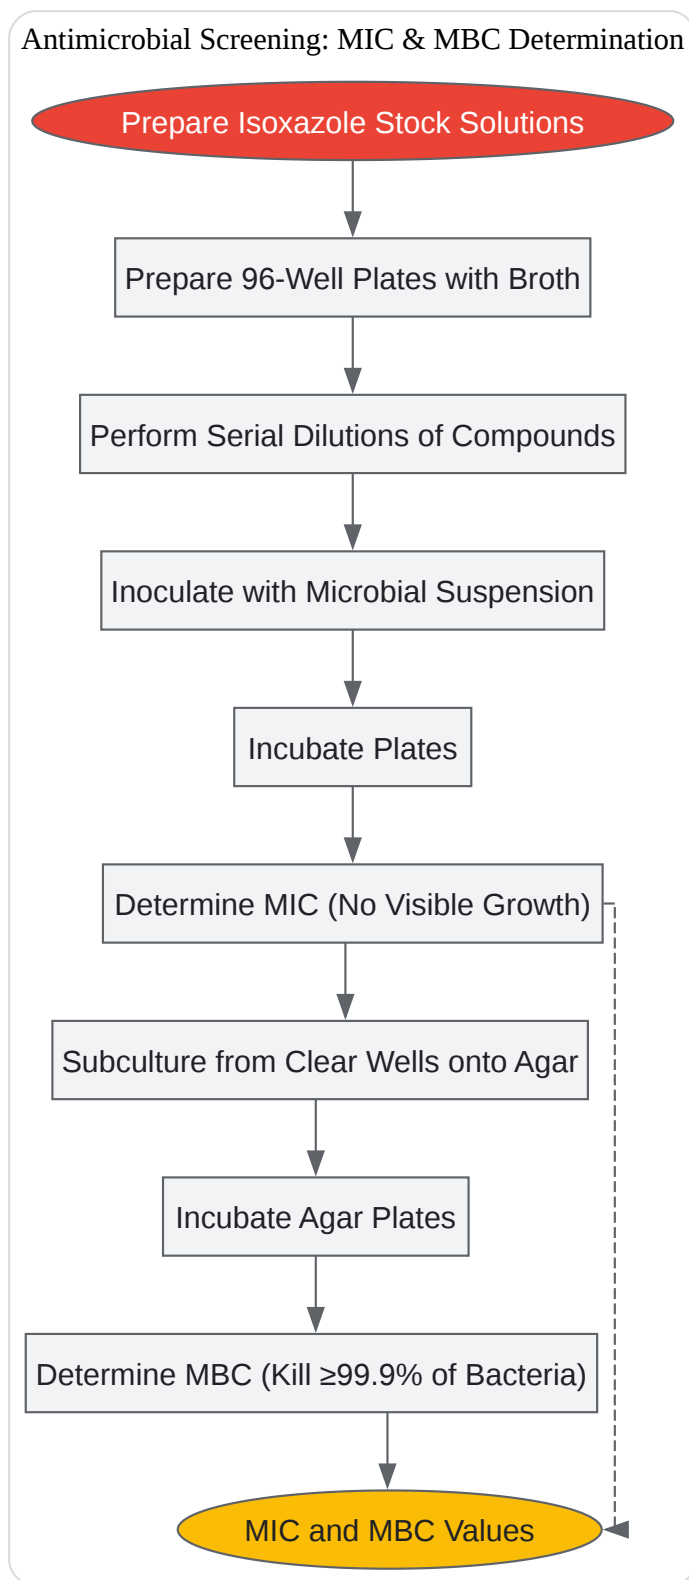 Antimicrobial Screening: MIC & MBC Determination
Prepare Isoxazole Stock Solutions
Prepare 96-Well Plates with Broth
Perform Serial Dilutions of Compounds
Inoculate with Microbial Suspension
Incubate Plates
Determine MIC (No Visible Growth)
Subculture from Clear Wells onto Agar
Incubate Agar Plates
Determine MBC (Kill ≥99.9% of Bacteria)
MIC and MBC Values